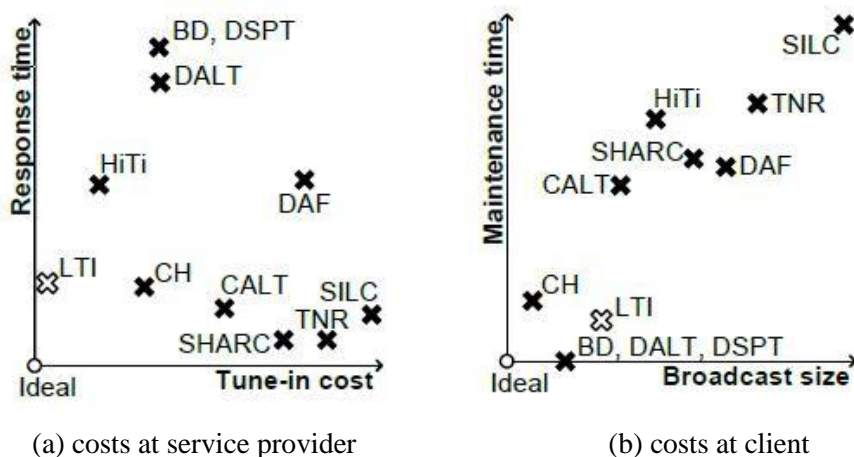 Response time
BD, DSPT
DALT
HiTi
DAF
LTI
CH
CALT
SILC
TNR
SHARC
Ideal
Tune-in cost
(a) costs at service provider
Maintenance time
SILC
HiTi
TNR
SHARC
DAF
CALT
CH
LTI
BD, DALT, DSPT
Ideal
Broadcast size
(b) costs at client